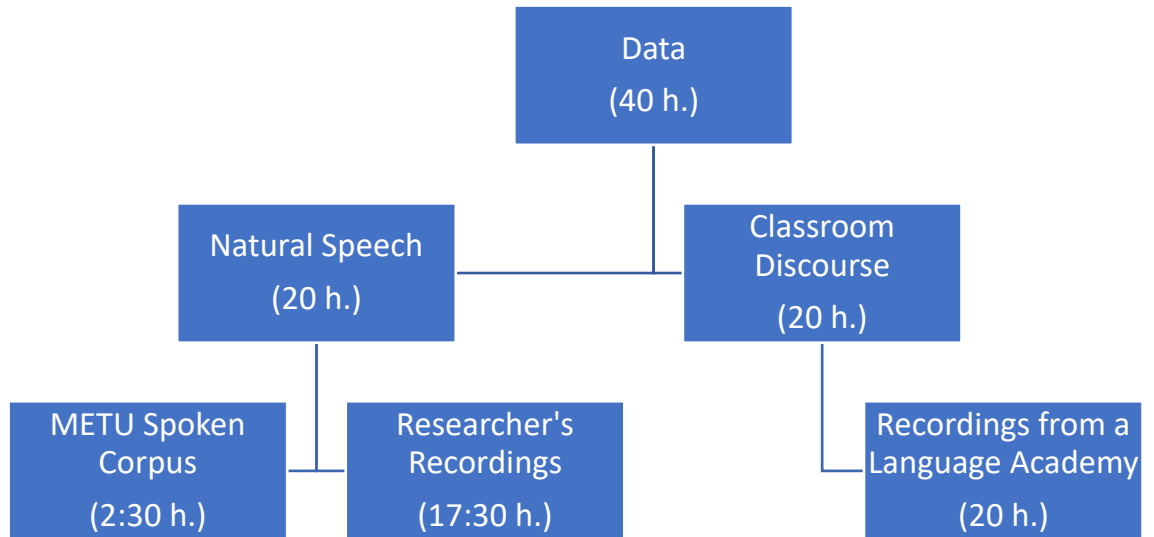 Data
(40 h.)
Natural Speech
(20 h.)
Classroom
Discourse
(20 h.)
METU Spoken
Corpus
(2:30 h.)
Researcher's
Recordings
(17:30 h.)
Recordings from a
Language Academy
(20 h.)